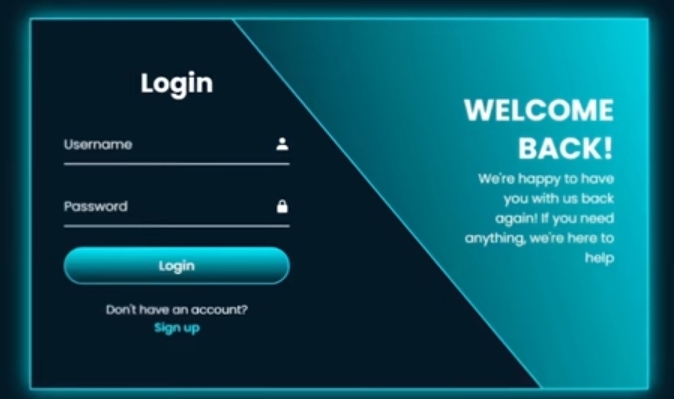 Login
Username
Password
Login
Don't have an account?
Sign up
WELCOME
BACK!
We're happy to have
you with us back
again! If you need
anything, we're here to
help